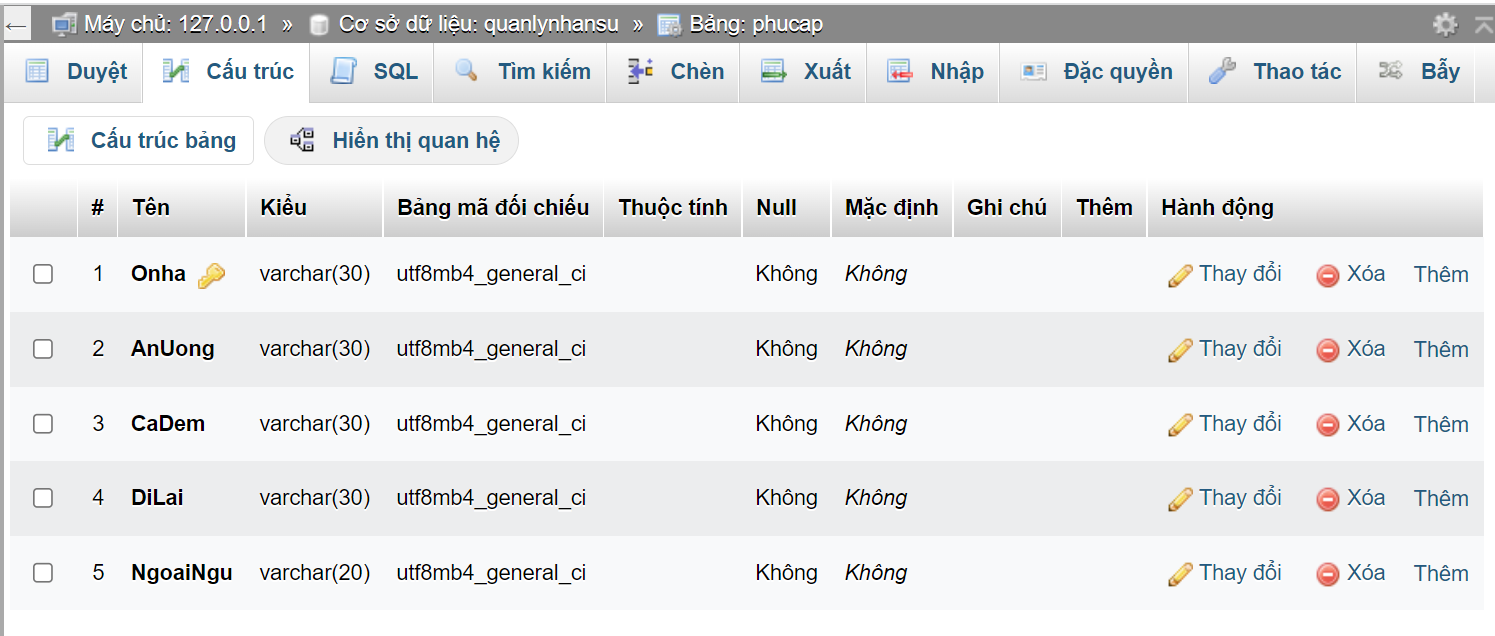 ← Máy chủ: 127.0.0.1 » Cơ sở dữ liệu: quanlynhansu » Bảng: phucap
Duyệt Cấu trúc SQL Tìm kiếm Chèn Xuất Nhập Đặc quyền Thao tác Bẫy
Cấu trúc bảng Hiển thị quan hệ
# Tên Kiểu Bảng mã đối chiếu Thuộc tính Null Mặc định Ghi chú Thêm Hành động
1 Onha varchar(30) utf8mb4_general_ci Không Không Thay đổi Xóa Thêm
2 AnUong varchar(30) utf8mb4_general_ci Không Không Thay đổi Xóa Thêm
3 CaDem varchar(30) utf8mb4_general_ci Không Không Thay đổi Xóa Thêm
4 DiLai varchar(30) utf8mb4_general_ci Không Không Thay đổi Xóa Thêm
5 NgoaiNgu varchar(20) utf8mb4_general_ci Không Không Thay đổi Xóa Thêm